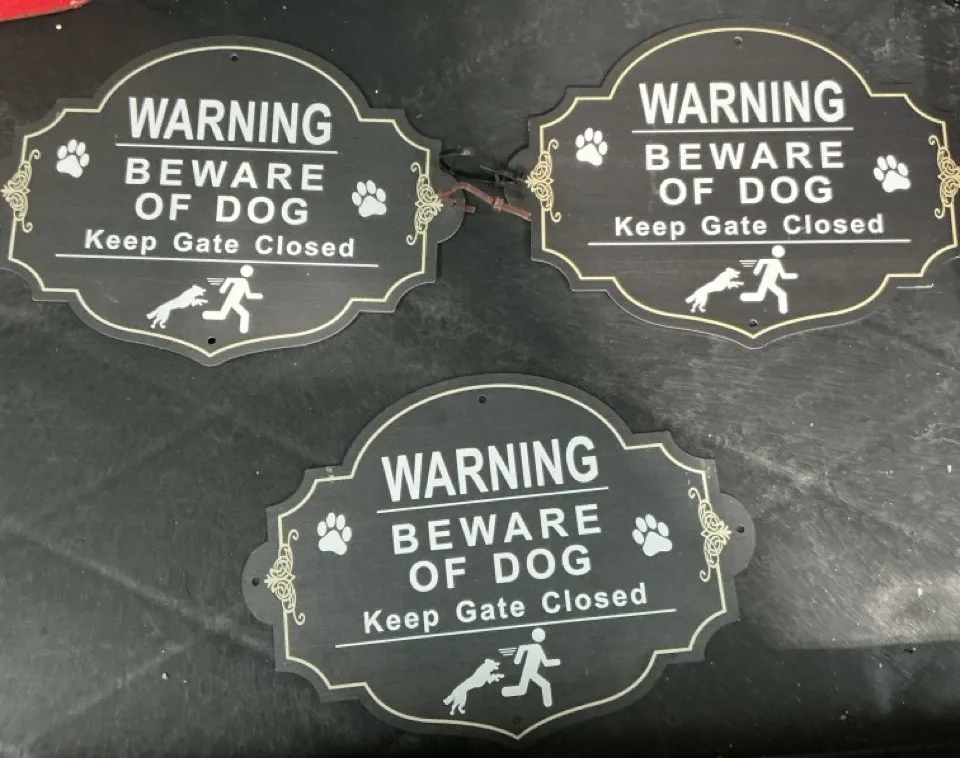 WARNING
BEWARE
OF DOG
Keep Gate Closed
WARNING
BEWARE
OF DOG
Keep Gate Closed
WARNING
BEWARE
OF DOG
Keep Gate Closed